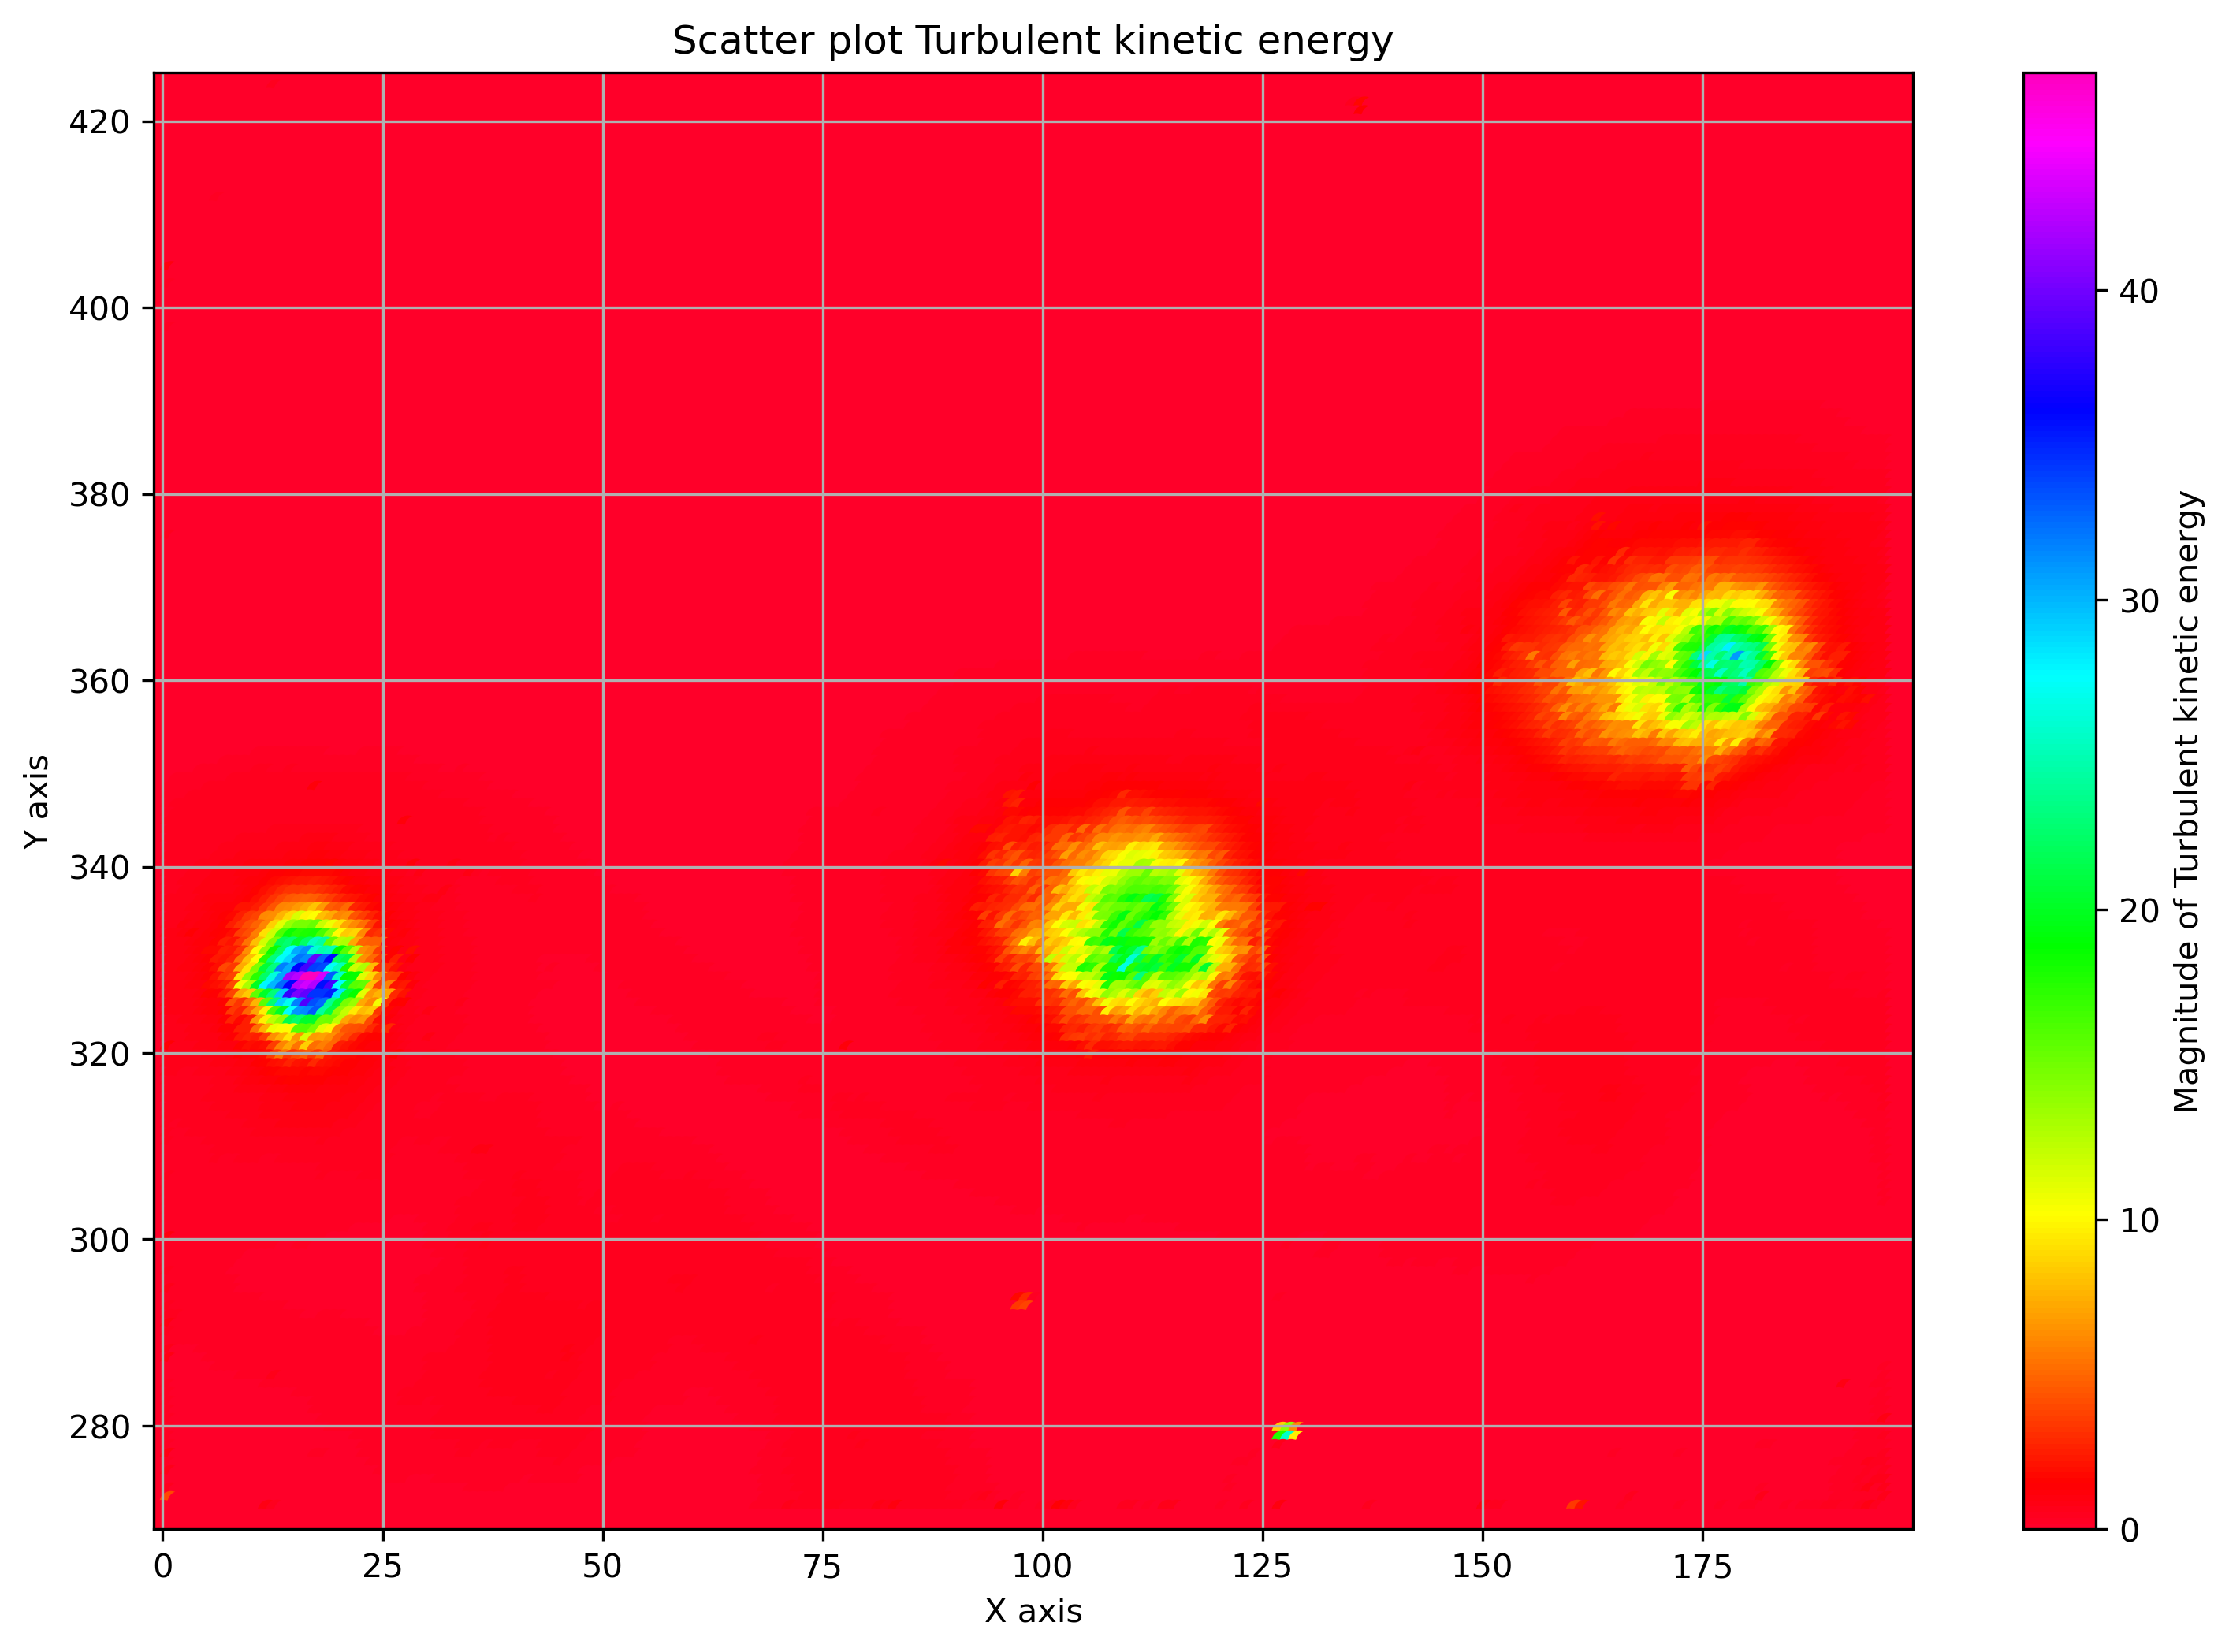 Scatter plot Turbulent kinetic energy
420
400
380
360
340
320
300
280
Y axis
0 25 50 75 100 125 150 175
X axis
40
30
20
10
0
Magnitude of Turbulent kinetic energy